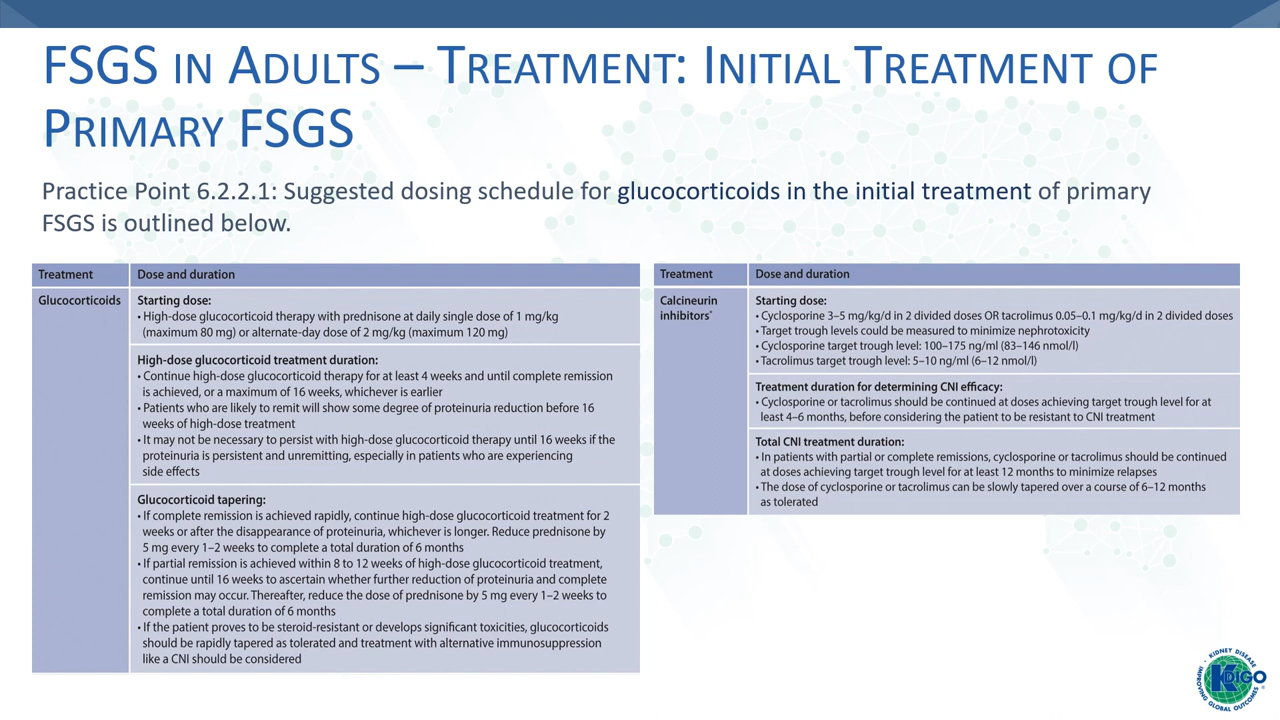 FSGS in Adults – Treatment: Initial Treatment of
Primary FSGS
Practice Point 6.2.2.1: Suggested dosing schedule for glucocorticoids in the initial treatment of primary
FSGS is outlined below.
Treatment
Dose and duration
Glucocorticoids
Starting dose:
• High-dose glucocorticoid therapy with prednisone at daily single dose of 1 mg/kg
(maximum 80 mg) or alternate-day dose of 2 mg/kg (maximum 120 mg)
High-dose glucocorticoid treatment duration:
• Continue high-dose glucocorticoid therapy for at least 4 weeks and until complete remission
is achieved, or a maximum of 16 weeks, whichever is earlier
• Patients who are likely to remit will show some degree of proteinuria reduction before 16
weeks of high-dose treatment
• It may not be necessary to persist with high-dose glucocorticoid therapy until 16 weeks if the
proteinuria is persistent and unremitting, especially in patients who are experiencing
side effects
Glucocorticoid tapering:
• If complete remission is achieved rapidly, continue high-dose glucocorticoid treatment for 2
weeks or after the disappearance of proteinuria, whichever is longer. Reduce prednisone by
5 mg every 1–2 weeks to complete a total duration of 6 months
• If partial remission is achieved within 8 to 12 weeks of high-dose glucocorticoid treatment,
continue until 16 weeks to ascertain whether further reduction of proteinuria and complete
remission may occur. Thereafter, reduce the dose of prednisone by 5 mg every 1–2 weeks to
complete a total duration of 6 months
• If the patient proves to be steroid-resistant or develops significant toxicities, glucocorticoids
should be rapidly tapered as tolerated and treatment with alternative immunosuppression
like a CNI should be considered
Treatment
Dose and duration
Calcineurin
inhibitors*
Starting dose:
• Cyclosporine 3–5 mg/kg/d in 2 divided doses OR tacrolimus 0.05–0.1 mg/kg/d in 2 divided doses
• Target trough levels could be measured to minimize nephrotoxicity
• Cyclosporine target trough level: 100–175 ng/ml (83–146 nmol/l)
• Tacrolimus target trough level: 5–10 ng/ml (6–12 nmol/l)
Treatment duration for determining CNI efficacy:
• Cyclosporine or tacrolimus should be continued at doses achieving target trough level for at
least 4–6 months, before considering the patient to be resistant to CNI treatment
Total CNI treatment duration:
• In patients with partial or complete remissions, cyclosporine or tacrolimus should be continued
at doses achieving target trough level for at least 12 months to minimize relapses
• The dose of cyclosporine or tacrolimus can be slowly tapered over a course of 6–12 months
as tolerated
KIDNEY DISEASE
KDIGO®
IMPROVING GLOBAL OUTCOMES